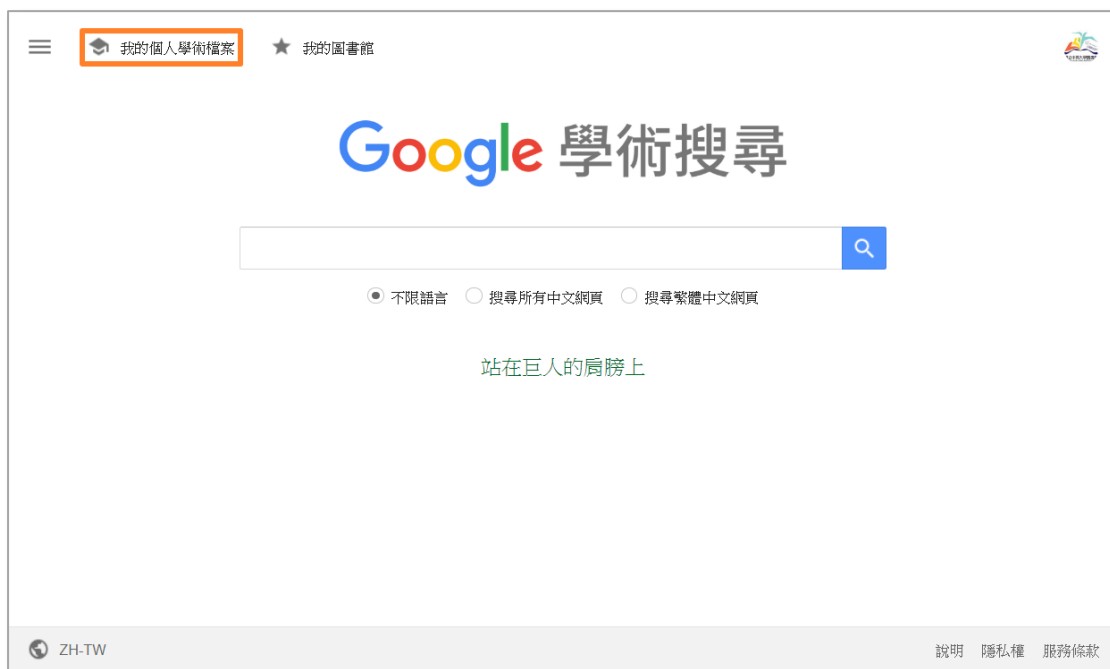 我的個人學術檔案 我的圖書館
Google 學術搜尋
不限語言 搜尋所有中文網頁 搜尋繁體中文網頁
站在巨人的肩膀上
ZH-TW 說明 隱私權 服務條款